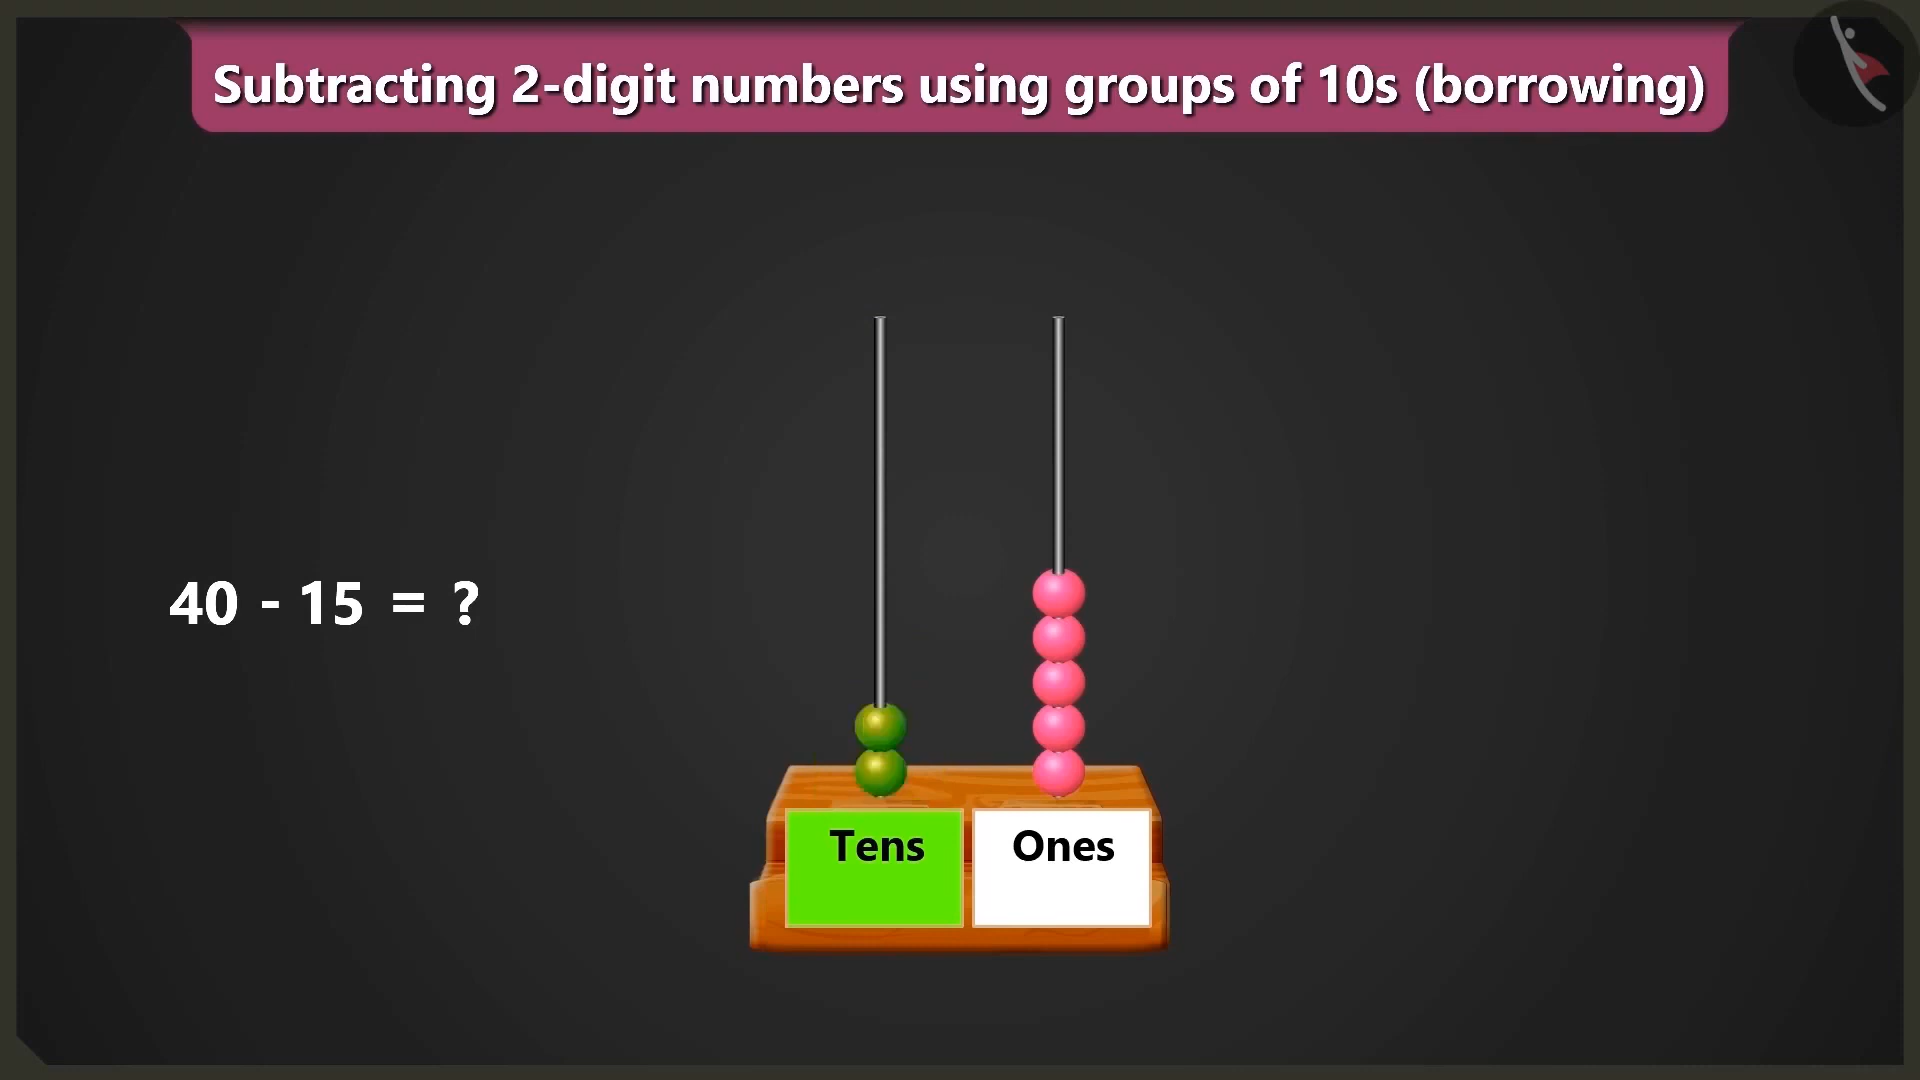 Subtracting 2-digit numbers using groups of 10s (borrowing)
40 - 15 = ?
Tens
Ones